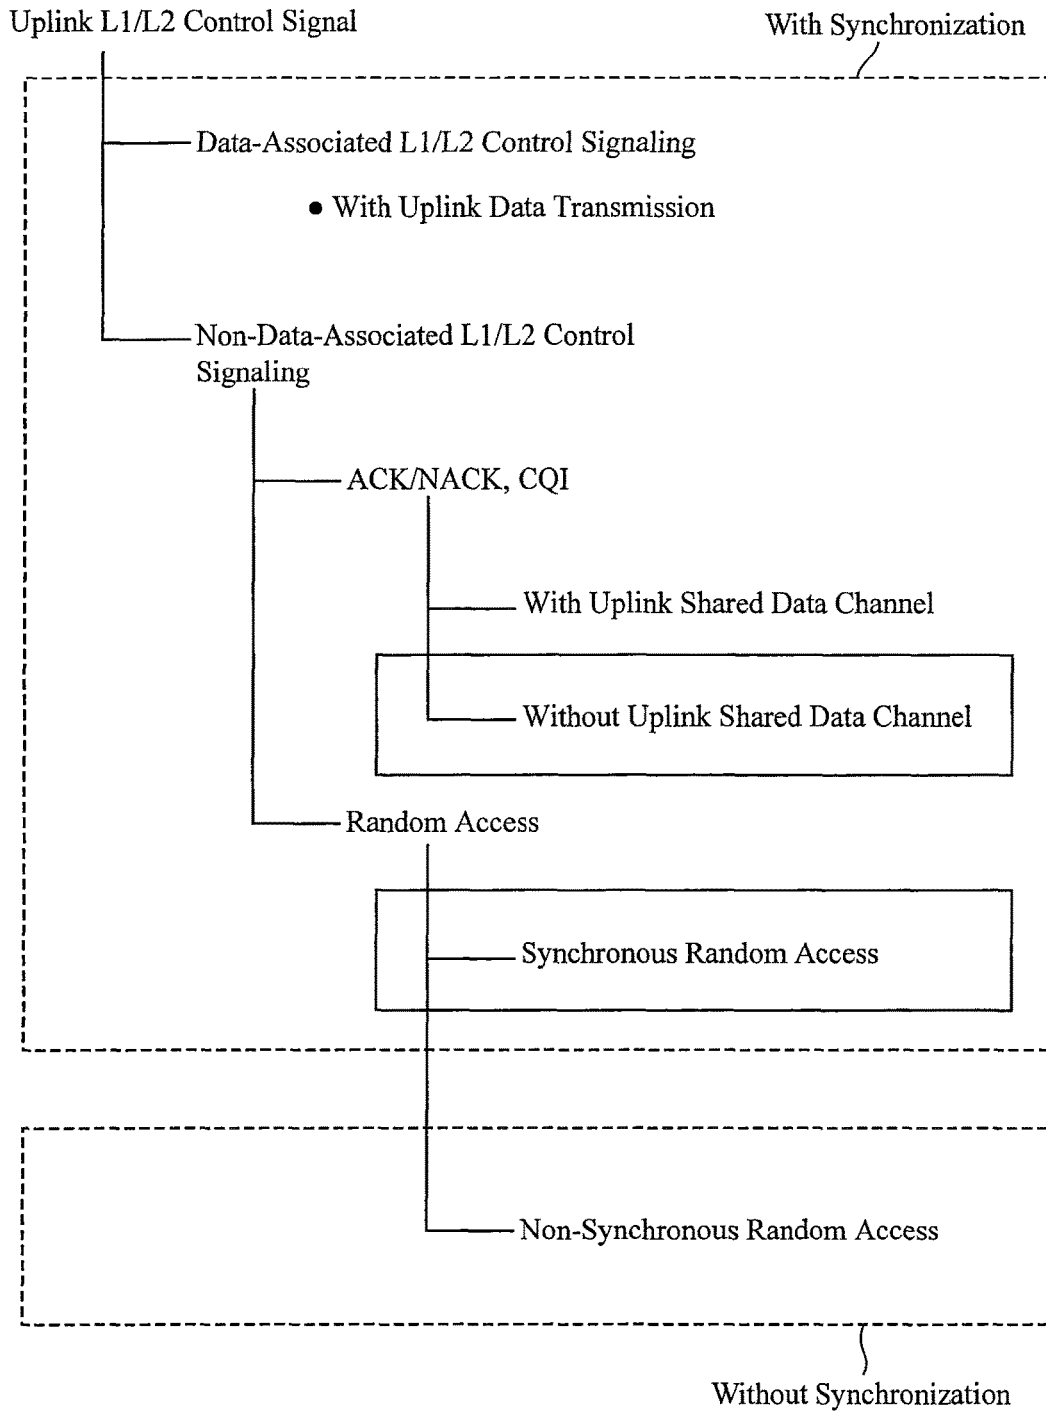 Uplink L1/L2 Control Signal
With Synchronization
Data-Associated L1/L2 Control Signaling
● With Uplink Data Transmission
Non-Data-Associated L1/L2 Control
Signaling
ACK/NACK, CQI
With Uplink Shared Data Channel
Without Uplink Shared Data Channel
Random Access
Synchronous Random Access
Non-Synchronous Random Access
Without Synchronization